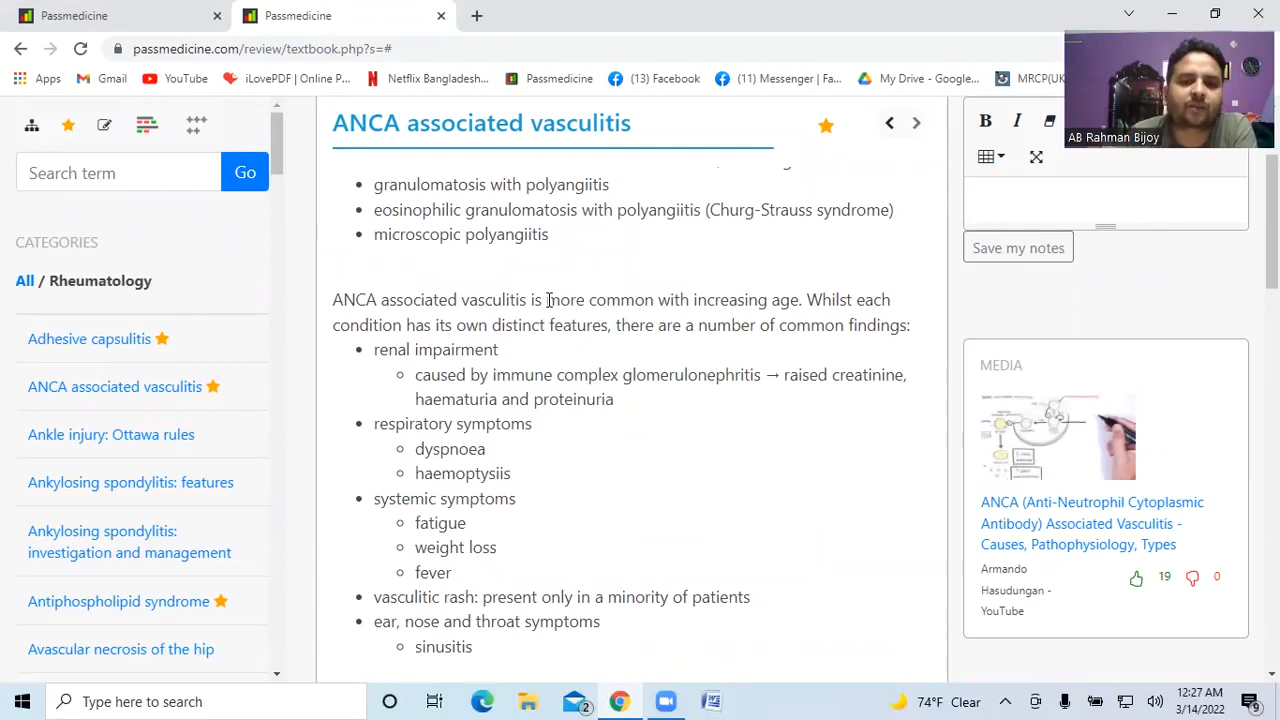 Passmedicine
Passmedicine
passmedicine.com/review/textbook.php?s=#
Apps
Gmail
YouTube
iLovePDF | Online P...
Netflix Bangladesh...
Passmedicine
(13) Facebook
(11) Messenger | Fa...
My Drive - Google...
MRCP(UK
AB Rahman Bijoy
Search term
Go
CATEGORIES
All / Rheumatology
Adhesive capsulitis
ANCA associated vasculitis
Ankle injury: Ottawa rules
Ankylosing spondylitis: features
Ankylosing spondylitis:
investigation and management
Antiphospholipid syndrome
Avascular necrosis of the hip
ANCA associated vasculitis
• granulomatosis with polyangiitis
• eosinophilic granulomatosis with polyangiitis (Churg-Strauss syndrome)
• microscopic polyangiitis
ANCA associated vasculitis is more common with increasing age. Whilst each
condition has its own distinct features, there are a number of common findings:
• renal impairment
○ caused by immune complex glomerulonephritis → raised creatinine,
haematuria and proteinuria
• respiratory symptoms
○ dyspnoea
○ haemoptysiis
• systemic symptoms
○ fatigue
○ weight loss
○ fever
• vasculitic rash: present only in a minority of patients
• ear, nose and throat symptoms
○ sinusitis
B I
Save my notes
MEDIA
ANCA (Anti-Neutrophil Cytoplasmic
Antibody) Associated Vasculitis -
Causes, Pathophysiology, Types
Armando
Hasudungan -
YouTube
19
0
Type here to search
2
74°F Clear
12:27 AM
3/14/2022
9